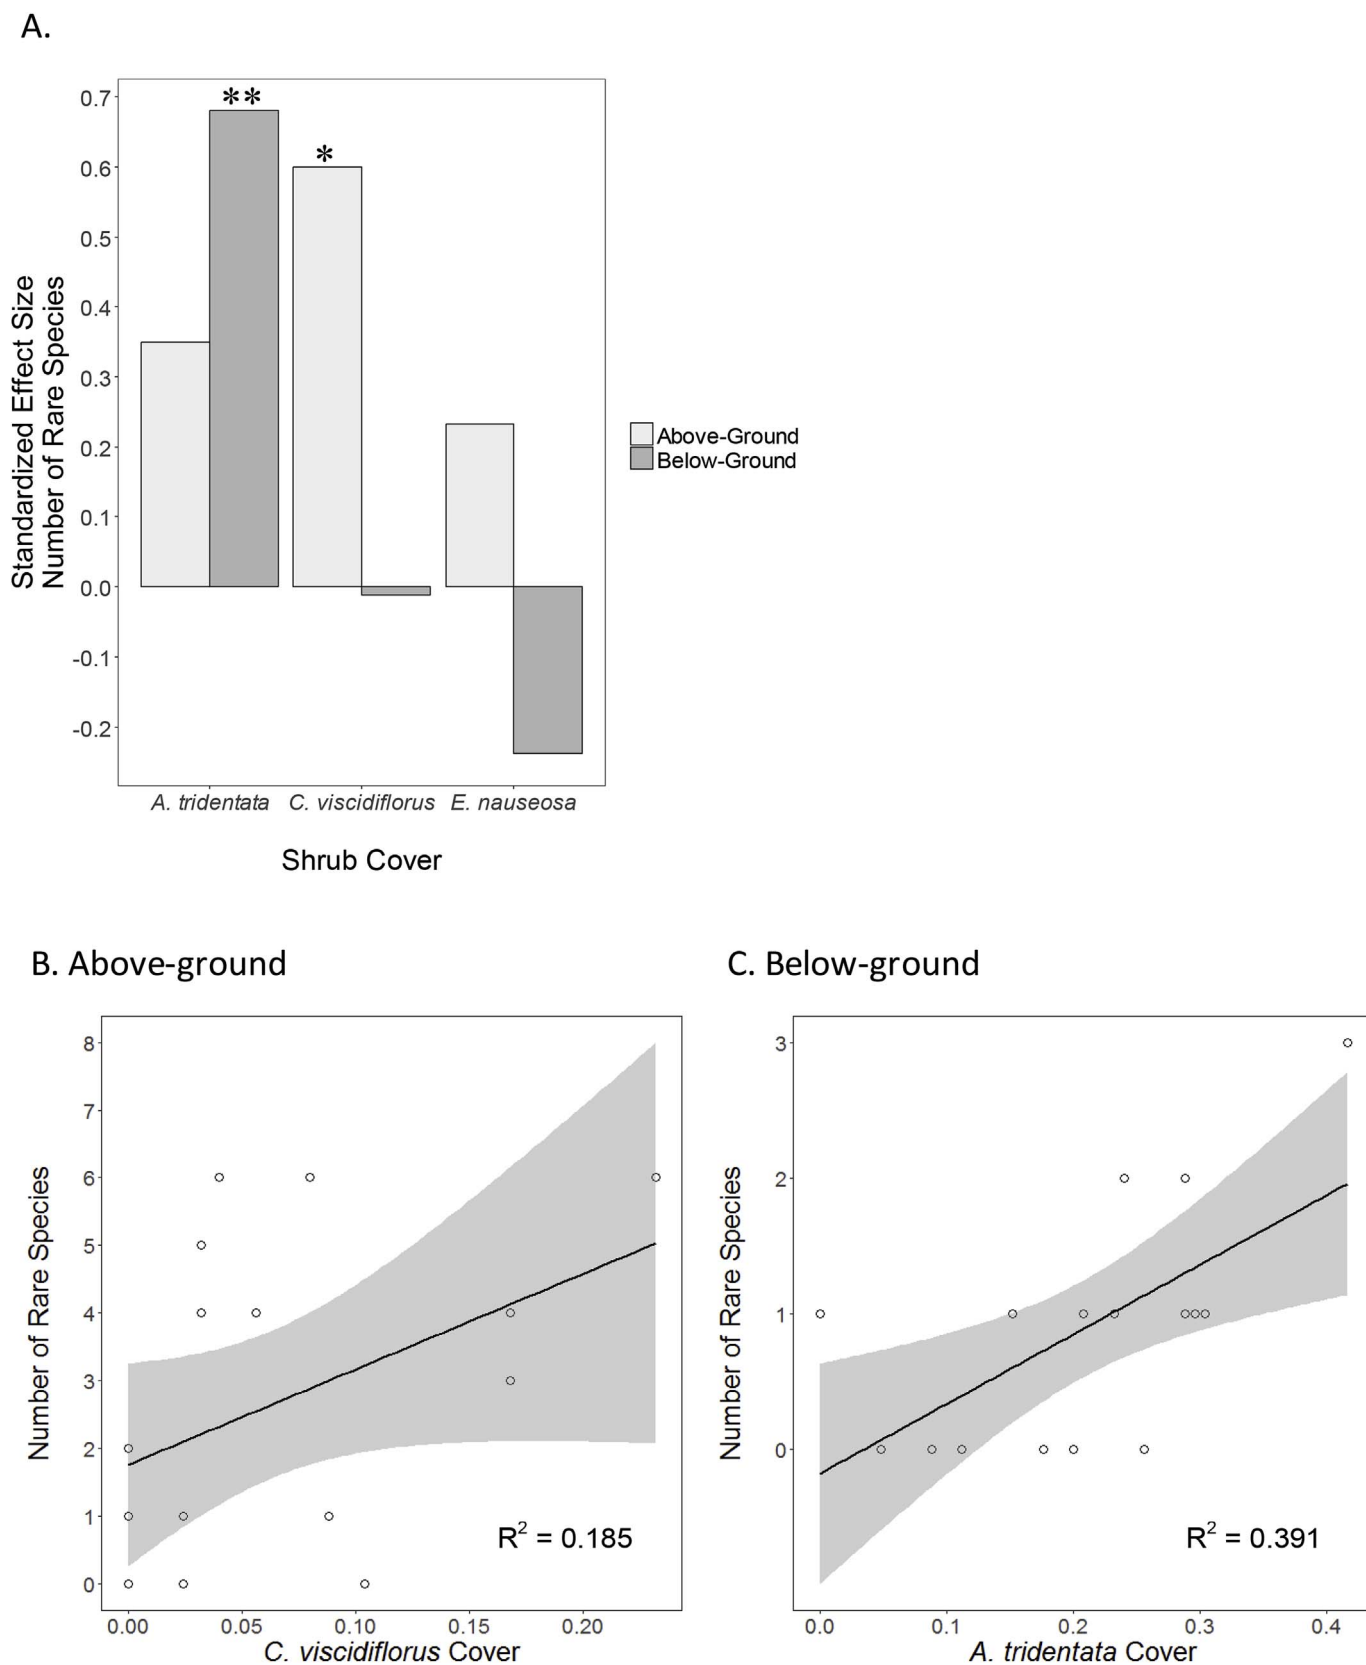 A.
0.7
0.6
0.5
0.4
0.3
0.2
0.1
0.0
-0.1
-0.2
Standardized Effect Size
Number of Rare Species
**
*
A. tridentata C. viscidiflorus E. nauseosa
Shrub Cover
Above-Ground
Below-Ground
B. Above-ground
8
7
6
5
4
3
2
1
0
Number of Rare Species
R² = 0.185
0.00 0.05 0.10 0.15 0.20
C. viscidiflorus Cover
C. Below-ground
3
2
1
0
Number of Rare Species
R² = 0.391
0.0 0.1 0.2 0.3 0.4
A. tridentata Cover